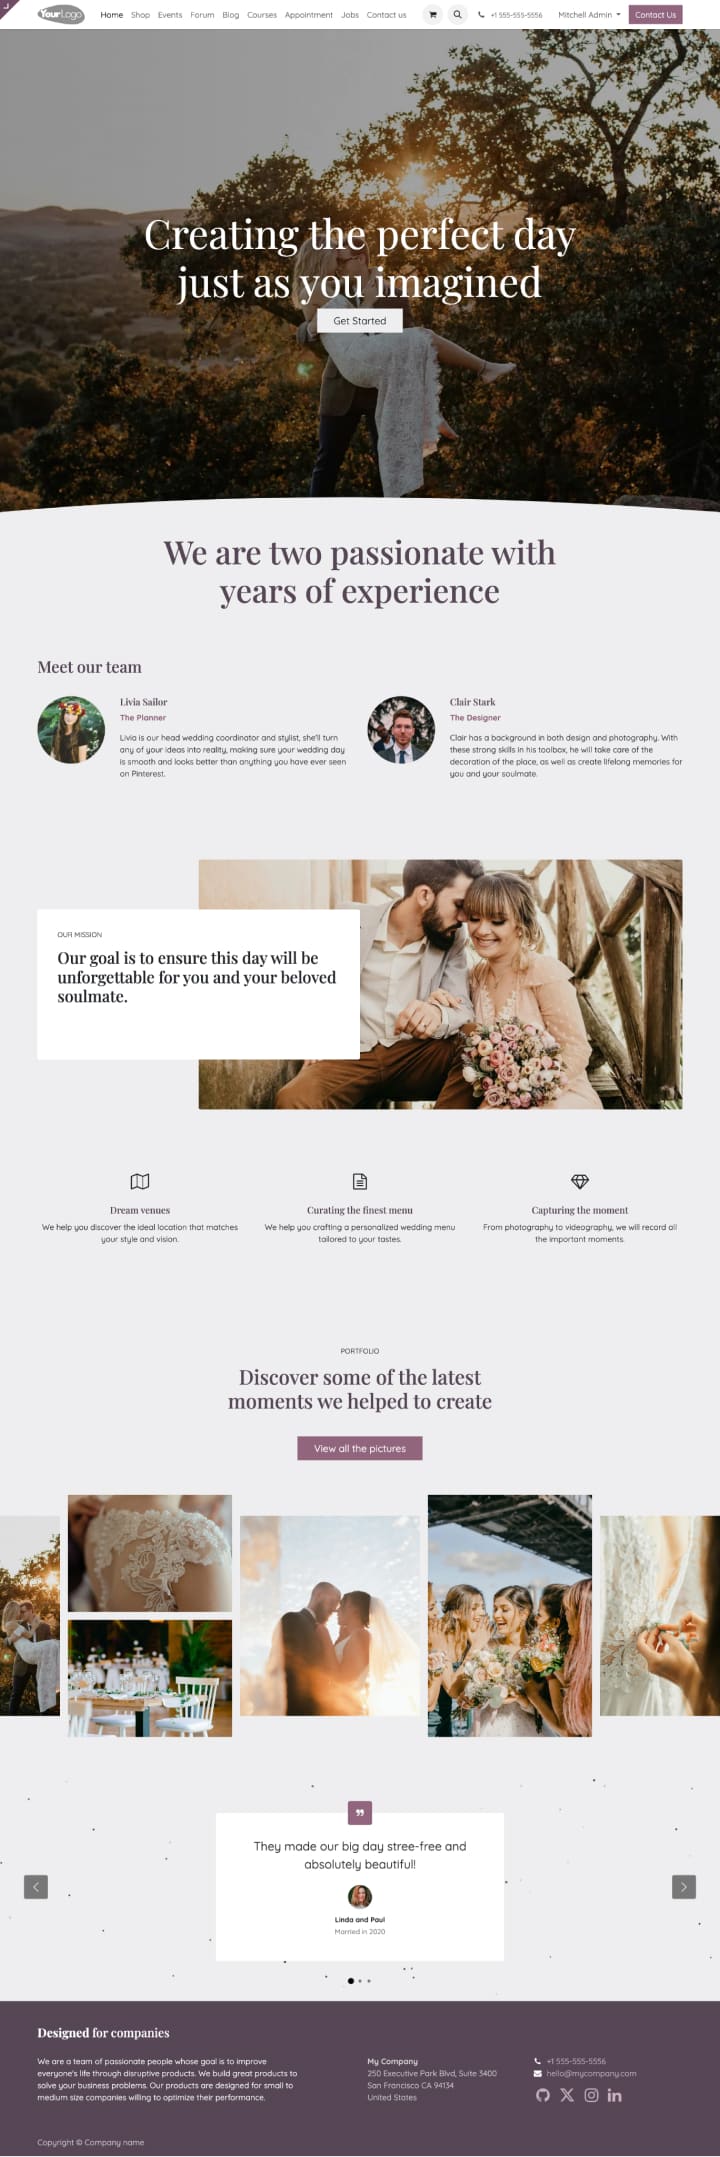 YourLogo Home Shop Events Forum Blog Courses Appointment Jobs Contact us +1 555-555-5556 Mitchell Admin Contact Us
Creating the perfect day
just as you imagined
Get Started
We are two passionate with
years of experience
Meet our team
Livia Sailor
The Planner
Livia is our head wedding coordinator and stylist, she'll turn
any of your ideas into reality, making sure your wedding day
is smooth and looks better than anything you have ever seen
on Pinterest.
Clair Stark
The Designer
Clair has a background in both design and photography. With
these strong skills in his toolbox, he will take care of the
decoration of the place, as well as create lifelong memories for
you and your soulmate.
OUR MISSION
Our goal is to ensure this day will be
unforgettable for you and your beloved
soulmate.
Dream venues
We help you discover the ideal location that matches
your style and vision.
Curating the finest menu
We help you crafting a personalized wedding menu
tailored to your tastes.
Capturing the moment
From photography to videography, we will record all
the important moments.
PORTFOLIO
Discover some of the latest
moments we helped to create
View all the pictures
They made our big day stree-free and
absolutely beautiful!
Linda and Paul
Married in 2020
Designed for companies
We are a team of passionate people whose goal is to improve
everyone's life through disruptive products. We build great products to
solve your business problems. Our products are designed for small to
medium size companies willing to optimize their performance.
My Company
250 Executive Park Blvd, Suite 3400
San Francisco CA 94134
United States
+1 555-555-5556
hello@mycompany.com
Copyright © Company name